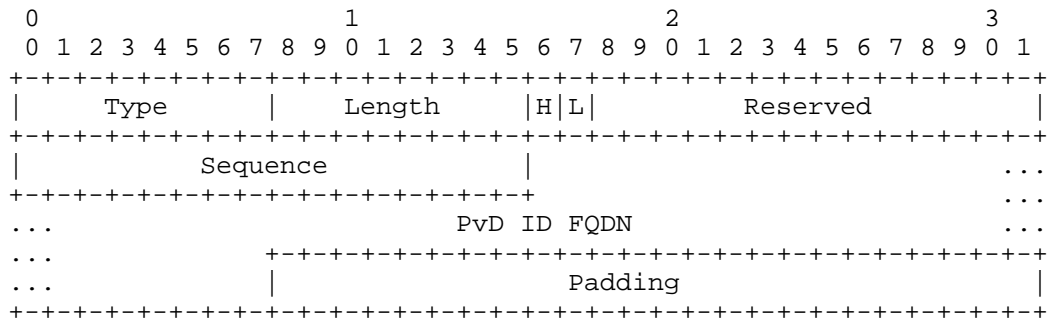 0                   1                   2                   3
 0 1 2 3 4 5 6 7 8 9 0 1 2 3 4 5 6 7 8 9 0 1 2 3 4 5 6 7 8 9 0 1
+-+-+-+-+-+-+-+-+-+-+-+-+-+-+-+-+-+-+-+-+-+-+-+-+-+-+-+-+-+-+-+-+
|     Type      |    Length     |H|L|         Reserved          |
+-+-+-+-+-+-+-+-+-+-+-+-+-+-+-+-+-+-+-+-+-+-+-+-+-+-+-+-+-+-+-+-+
|           Sequence            |                             ...
+-+-+-+-+-+-+-+-+-+-+-+-+-+-+-+-+                             ...
...                         PvD ID FQDN                       ...
...             +-+-+-+-+-+-+-+-+-+-+-+-+-+-+-+-+-+-+-+-+-+-+-+-+
...             |                  Padding                      |
+-+-+-+-+-+-+-+-+-+-+-+-+-+-+-+-+-+-+-+-+-+-+-+-+-+-+-+-+-+-+-+-+